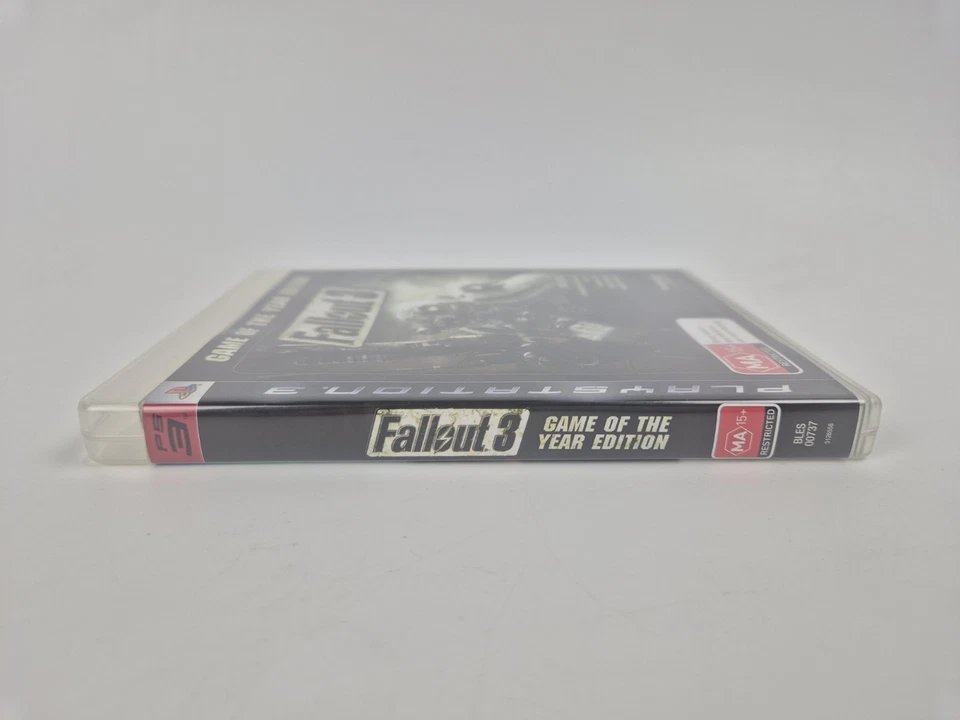 GAME OF THE YEAR EDITION
Fallout 3
MA 15+
PLAYSTATION 3
PS3
Fallout 3
GAME OF THE
YEAR EDITION
MA 15+
RESTRICTED
BLES
00737